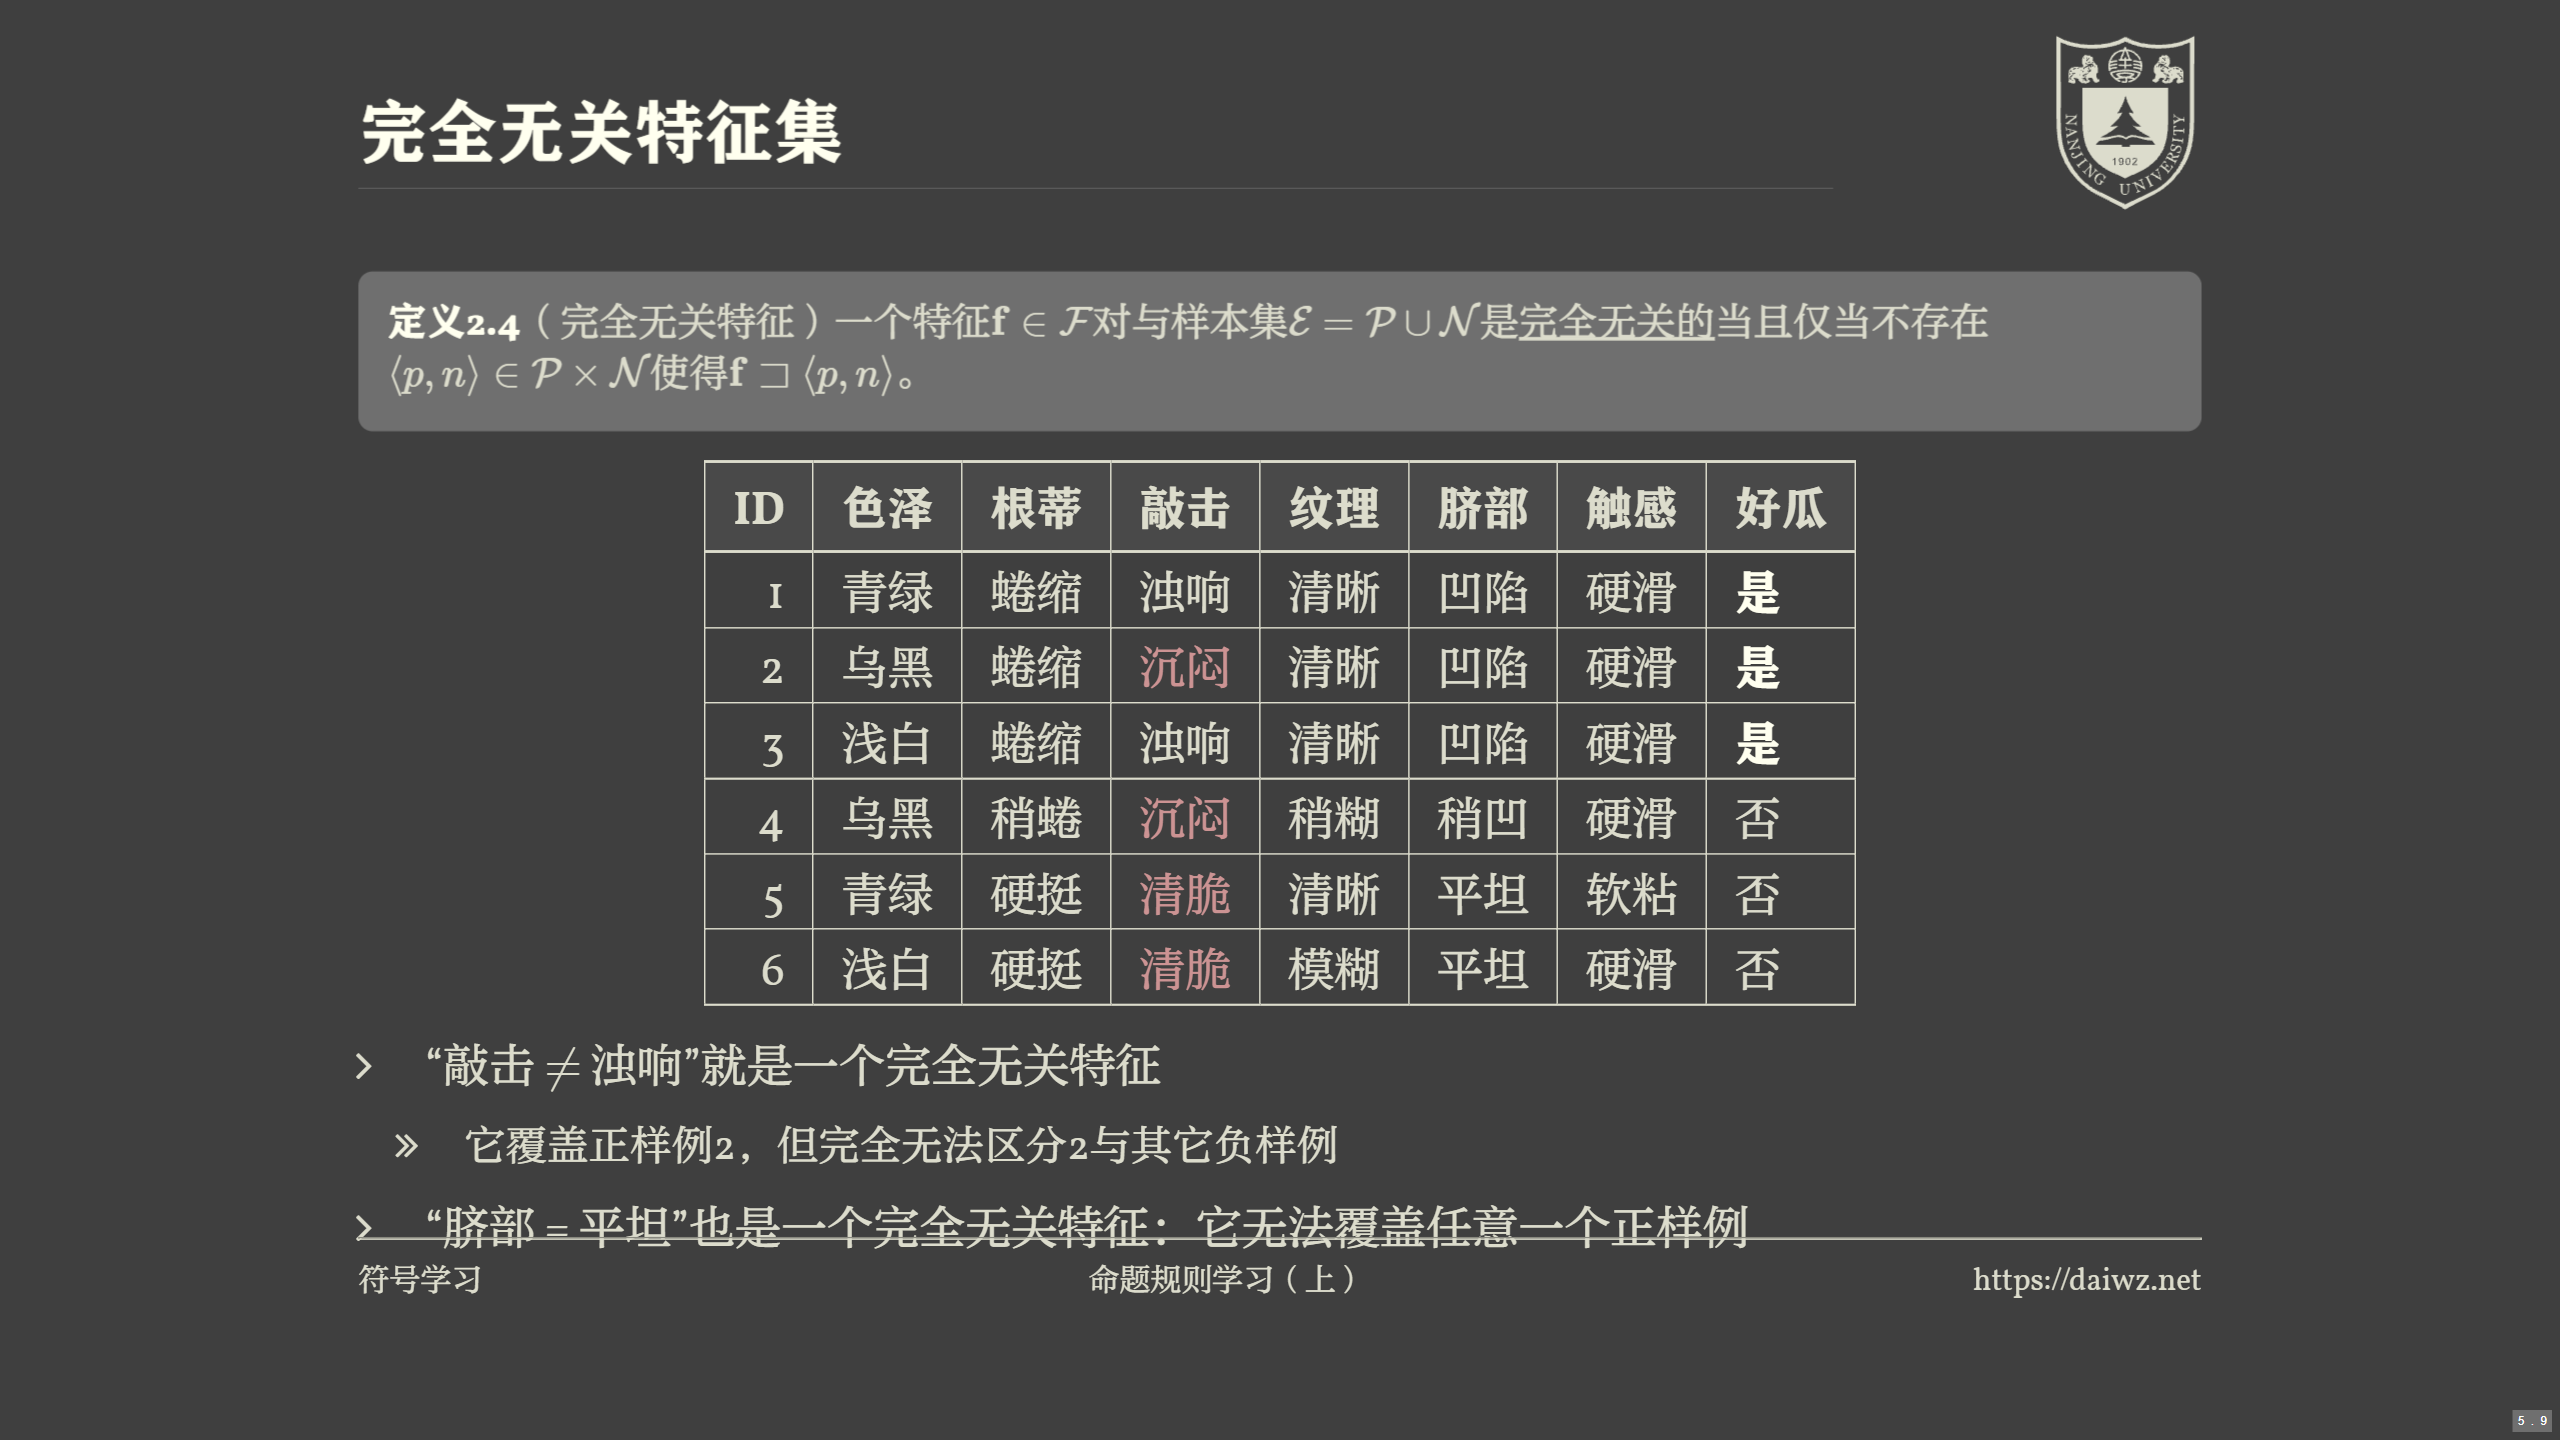 完全无关特征集
NANJING UNIVERSITY
1902
定义2.4（完全无关特征）一个特征f ∈ ℱ对与样本集ℰ = 𝒫 ∪ 𝒩是完全无关的当且仅当不存在
⟨p, n⟩ ∈ 𝒫 × 𝒩使得f ⊐ ⟨p, n⟩。
ID 色泽 根蒂 敲击 纹理 脐部 触感 好瓜
1 青绿 蜷缩 浊响 清晰 凹陷 硬滑 是
2 乌黑 蜷缩 沉闷 清晰 凹陷 硬滑 是
3 浅白 蜷缩 浊响 清晰 凹陷 硬滑 是
4 乌黑 稍蜷 沉闷 稍糊 稍凹 硬滑 否
5 青绿 硬挺 清脆 清晰 平坦 软粘 否
6 浅白 硬挺 清脆 模糊 平坦 硬滑 否
“敲击 ≠ 浊响”就是一个完全无关特征
它覆盖正样例2，但完全无法区分2与其它负样例
“脐部 = 平坦”也是一个完全无关特征：它无法覆盖任意一个正样例
符号学习 命题规则学习（上） https://daiwz.net
5 . 9